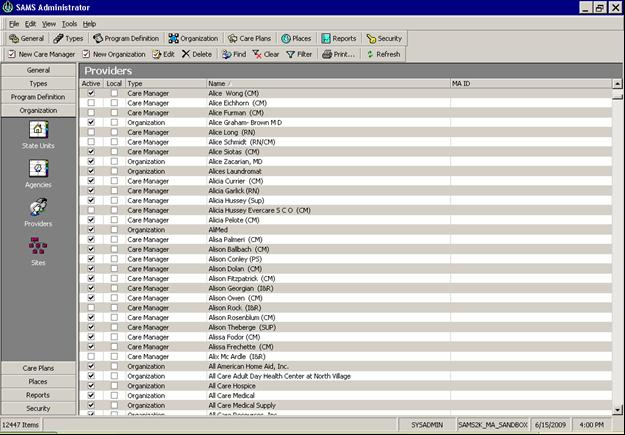 SAMS Administrator
File Edit View Tools Help
General Types Program Definition Organization Care Plans Places Reports Security
New Care Manager New Organization Edit Delete Find Clear Filter Print... Refresh
General
Types
Program Definition
Organization
State Units
Agencies
Providers
Sites
Care Plans
Places
Reports
Security
Providers
Active Local Type Name / MA ID
Care Manager Alice Wong (CM)
Care Manager Alice Eichhorn (CM)
Care Manager Alice Furman (CM)
Organization Alice Graham- Brown M D
Care Manager Alice Long (RN)
Care Manager Alice Schmidt (RN/CM)
Care Manager Alice Siotas (CM)
Organization Alice Zacarian, MD
Organization Alices Laundromat
Care Manager Alicia Currier (CM)
Care Manager Alicia Garlick (RN)
Care Manager Alicia Hussey (Sup)
Care Manager Alicia Hussey Evercare S C O (CM)
Care Manager Alicia Pelote (CM)
Organization AliMed
Care Manager Alisa Palmeri (CM)
Care Manager Alison Ballbach (CM)
Care Manager Alison Conley (PS)
Care Manager Alison Dolan (CM)
Care Manager Alison Fitzpatrick (CM)
Care Manager Alison Georgian (I&R)
Care Manager Alison Owen (CM)
Care Manager Alison Rock (I&R)
Care Manager Alison Rosenblum (CM)
Care Manager Alison Theberge (SUP)
Care Manager Alissa Fodor (CM)
Care Manager Alissa Frechette (CM)
Care Manager Alix Mc Ardle (I&R)
Organization All American Home Aid, Inc.
Organization All Care Adult Day Health Center at North Village
Organization All Care Hospice
Organization All Care Medical
Organization All Care Medical Supply
Organization All Care Resources, Inc.
12447 Items SYSADMIN SAMS2K_MA_SANDBOX 6/15/2009 4:00 PM